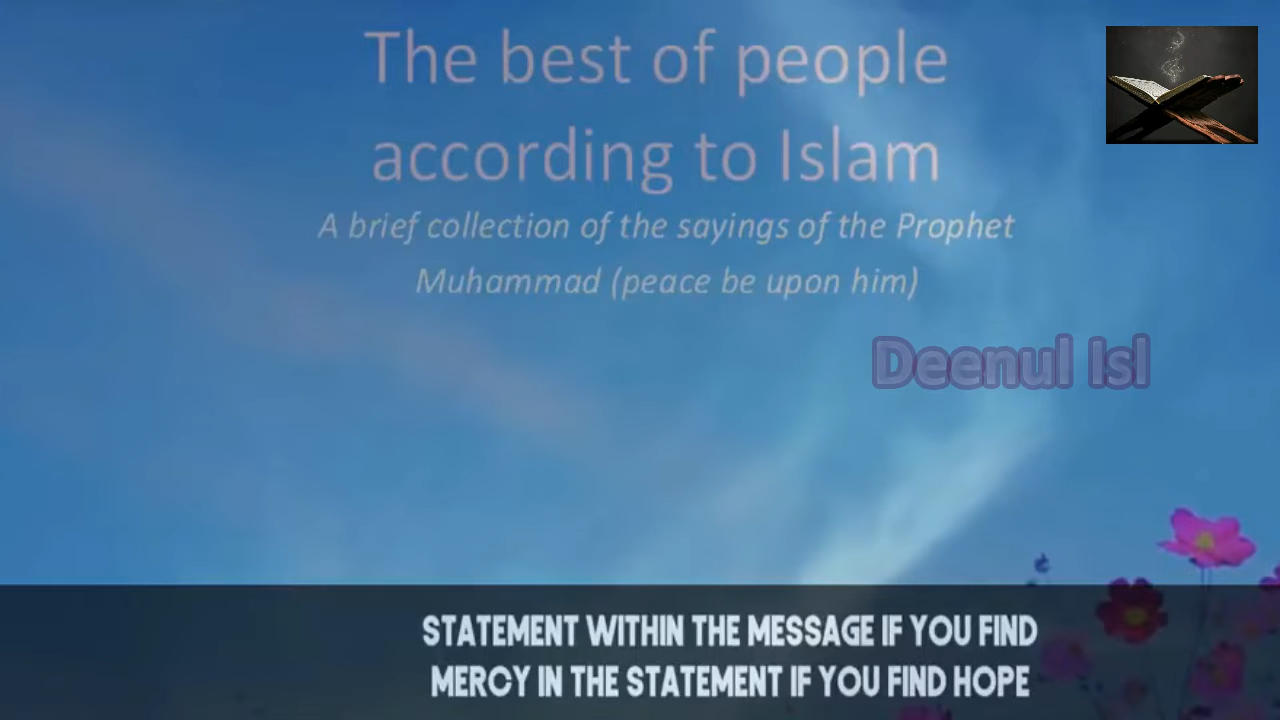 The best of people
according to Islam
A brief collection of the sayings of the Prophet
Muhammad (peace be upon him)
Deenul Isl
STATEMENT WITHIN THE MESSAGE IF YOU FIND
MERCY IN THE STATEMENT IF YOU FIND HOPE